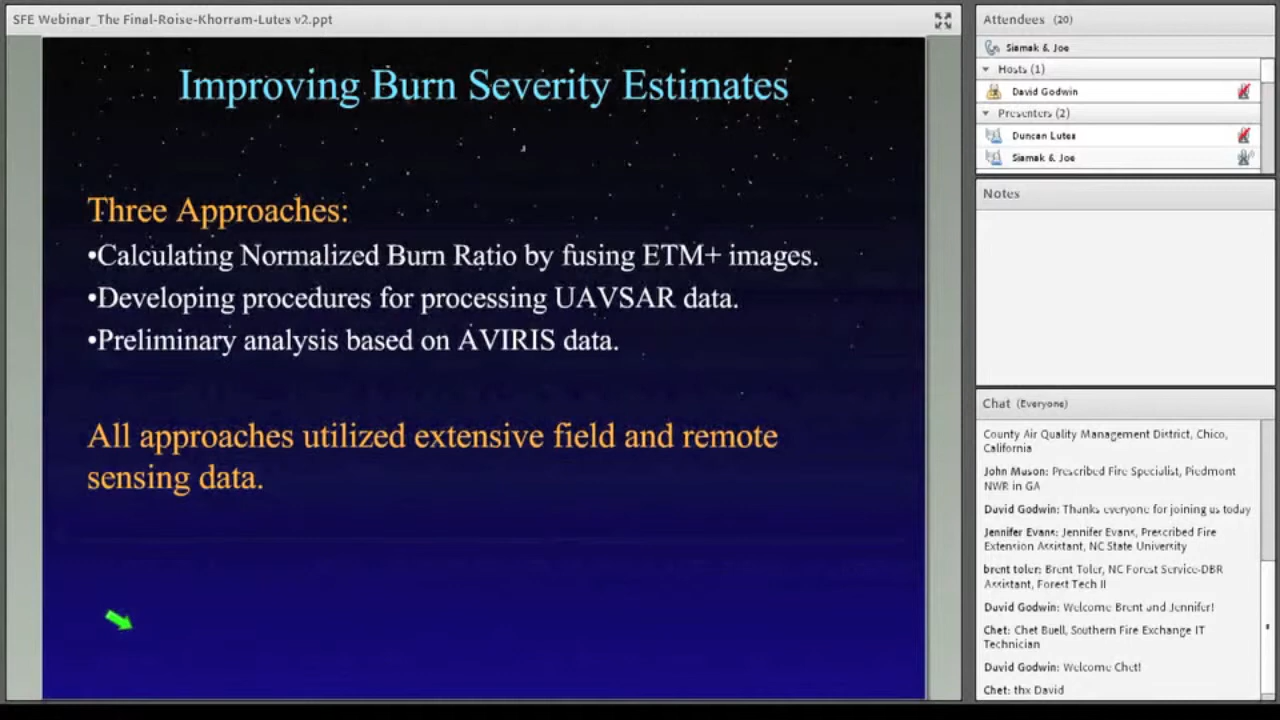 SFE Webinar_The Final-Roise-Khorram-Lutes v2.ppt
Improving Burn Severity Estimates
Three Approaches:
•Calculating Normalized Burn Ratio by fusing ETM+ images.
•Developing procedures for processing UAVSAR data.
•Preliminary analysis based on AVIRIS data.
All approaches utilized extensive field and remote
sensing data.
Attendees (20)
Siamak & Joe
Hosts (1)
David Godwin
Presenters (2)
Duncan Lutes
Siamak & Joe
Notes
Chat (Everyone)
County Air Quality Management District, Chico,
California
John Mason: Prescribed Fire Specialist, Piedmont
NWR in GA
David Godwin: Thanks everyone for joining us today
Jennifer Evans: Jennifer Evans, Prescribed Fire
Extension Assistant, NC State University
brent toler: Brent Toler, NC Forest Service-DBR
Assistant, Forest Tech II
David Godwin: Welcome Brent and Jennifer!
Chet: Chet Buell, Southern Fire Exchange IT
Technician
David Godwin: Welcome Chet!
Chet: thx David